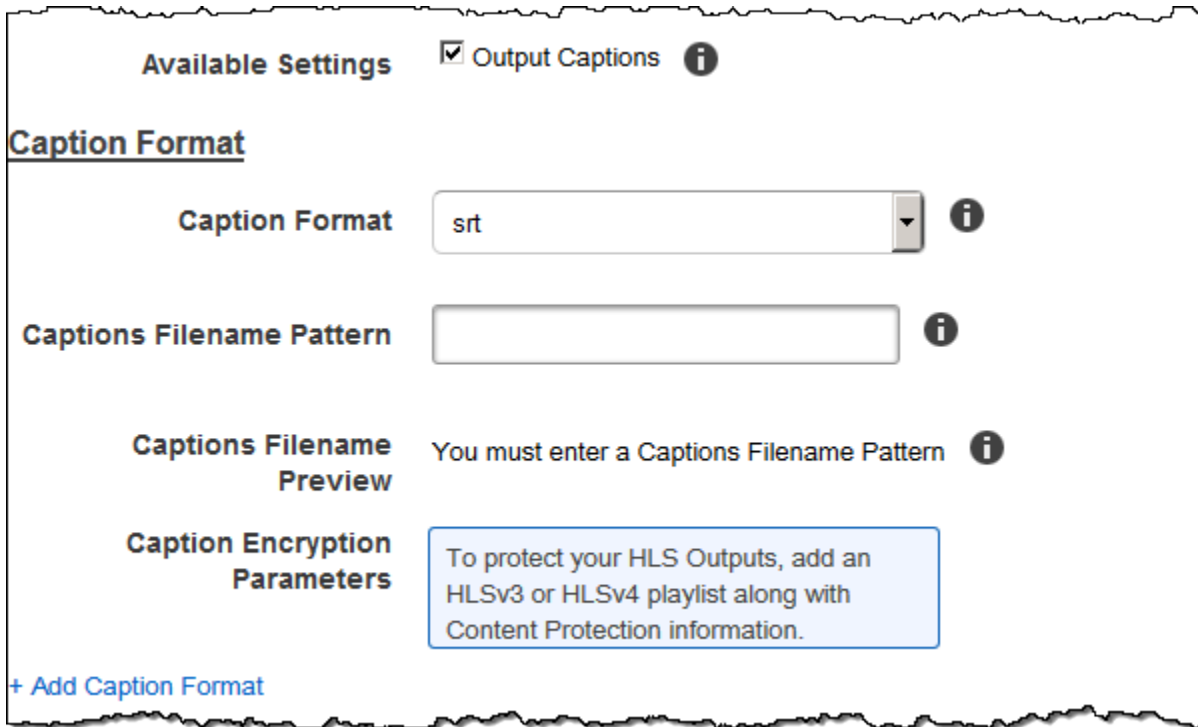 Available Settings
Output Captions
Caption Format
Caption Format
srt
Captions Filename Pattern
Captions Filename
Preview
You must enter a Captions Filename Pattern
Caption Encryption
Parameters
To protect your HLS Outputs, add an
HLSv3 or HLSv4 playlist along with
Content Protection information.
+ Add Caption Format